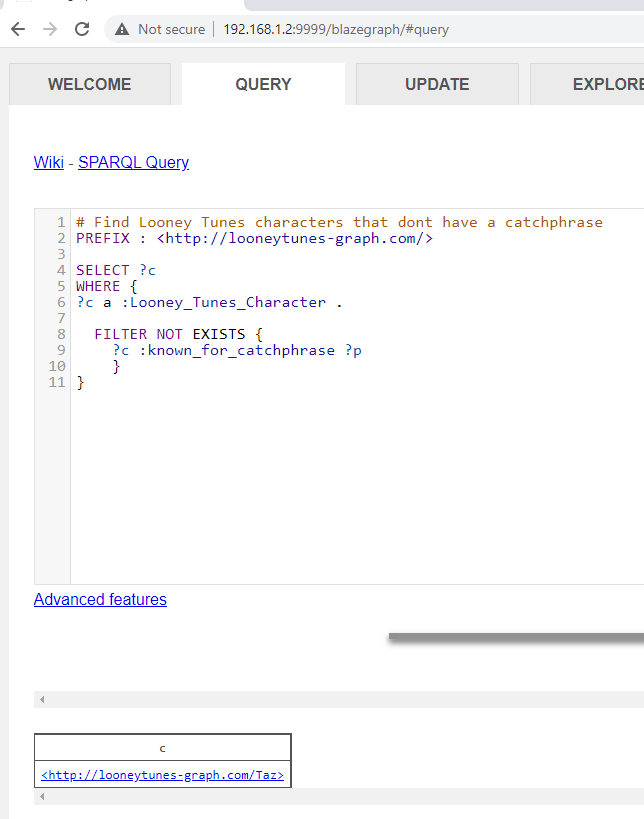 Not secure | 192.168.1.2:9999/blazegraph/#query
WELCOME QUERY UPDATE EXPLORE
Wiki - SPARQL Query
1 # Find Looney Tunes characters that dont have a catchphrase
2 PREFIX : <http://looneytunes-graph.com/>
3
4 SELECT ?c
5 WHERE {
6 ?c a :Looney_Tunes_Character .
7
8 FILTER NOT EXISTS {
9 ?c :known_for_catchphrase ?p
10 }
11 }
Advanced features
c
<http://looneytunes-graph.com/Taz>